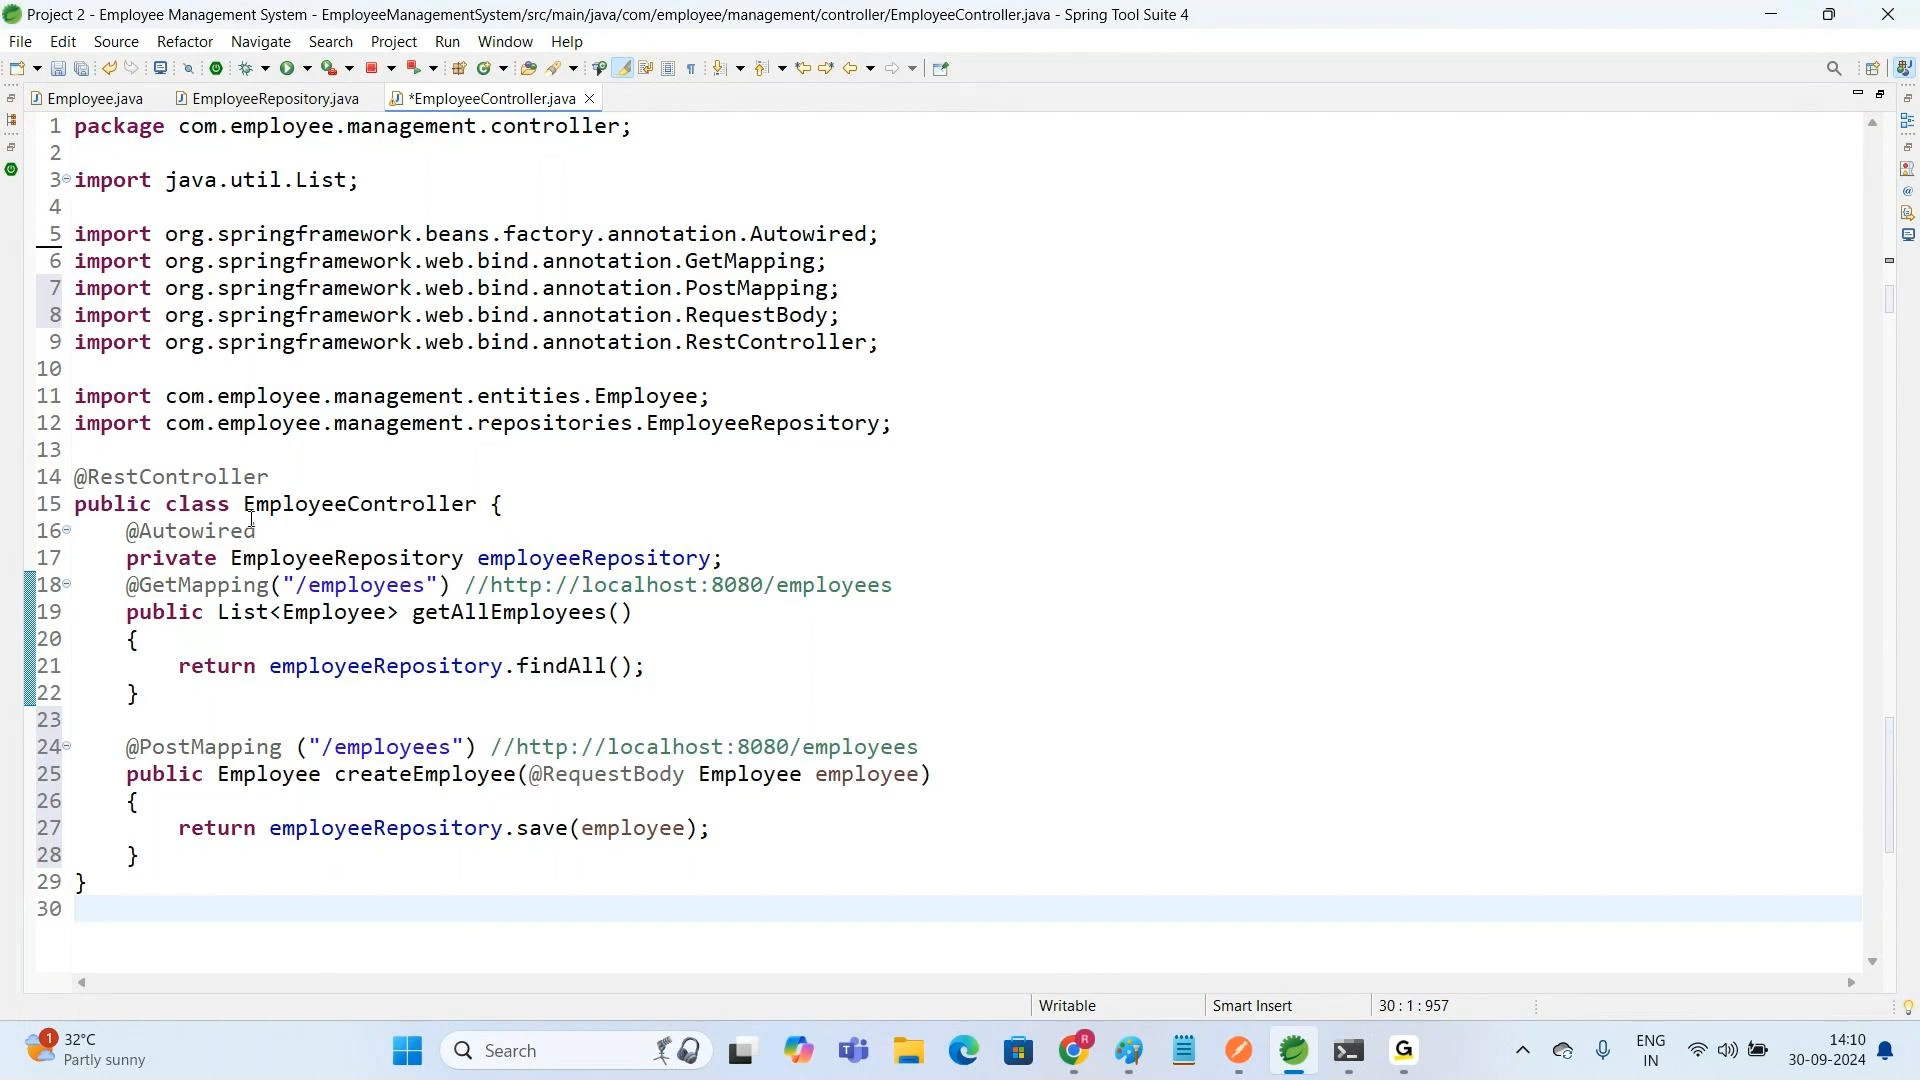 Project 2 - Employee Management System - EmployeeManagementSystem/src/main/java/com/employee/management/controller/EmployeeController.java - Spring Tool Suite 4
File Edit Source Refactor Navigate Search Project Run Window Help
Employee.java EmployeeRepository.java *EmployeeController.java
1 package com.employee.management.controller;
2
3 import java.util.List;
4
5 import org.springframework.beans.factory.annotation.Autowired;
6 import org.springframework.web.bind.annotation.GetMapping;
7 import org.springframework.web.bind.annotation.PostMapping;
8 import org.springframework.web.bind.annotation.RequestBody;
9 import org.springframework.web.bind.annotation.RestController;
10
11 import com.employee.management.entities.Employee;
12 import com.employee.management.repositories.EmployeeRepository;
13
14 @RestController
15 public class EmployeeController {
16 @Autowired
17 private EmployeeRepository employeeRepository;
18 @GetMapping("/employees") //http://localhost:8080/employees
19 public List<Employee> getAllEmployees()
20 {
21 return employeeRepository.findAll();
22 }
23
24 @PostMapping ("/employees") //http://localhost:8080/employees
25 public Employee createEmployee(@RequestBody Employee employee)
26 {
27 return employeeRepository.save(employee);
28 }
29 }
30
Writable Smart Insert 30 : 1 : 957
1 32°C
Partly sunny
Search
R
G
ENG
IN
14:10
30-09-2024